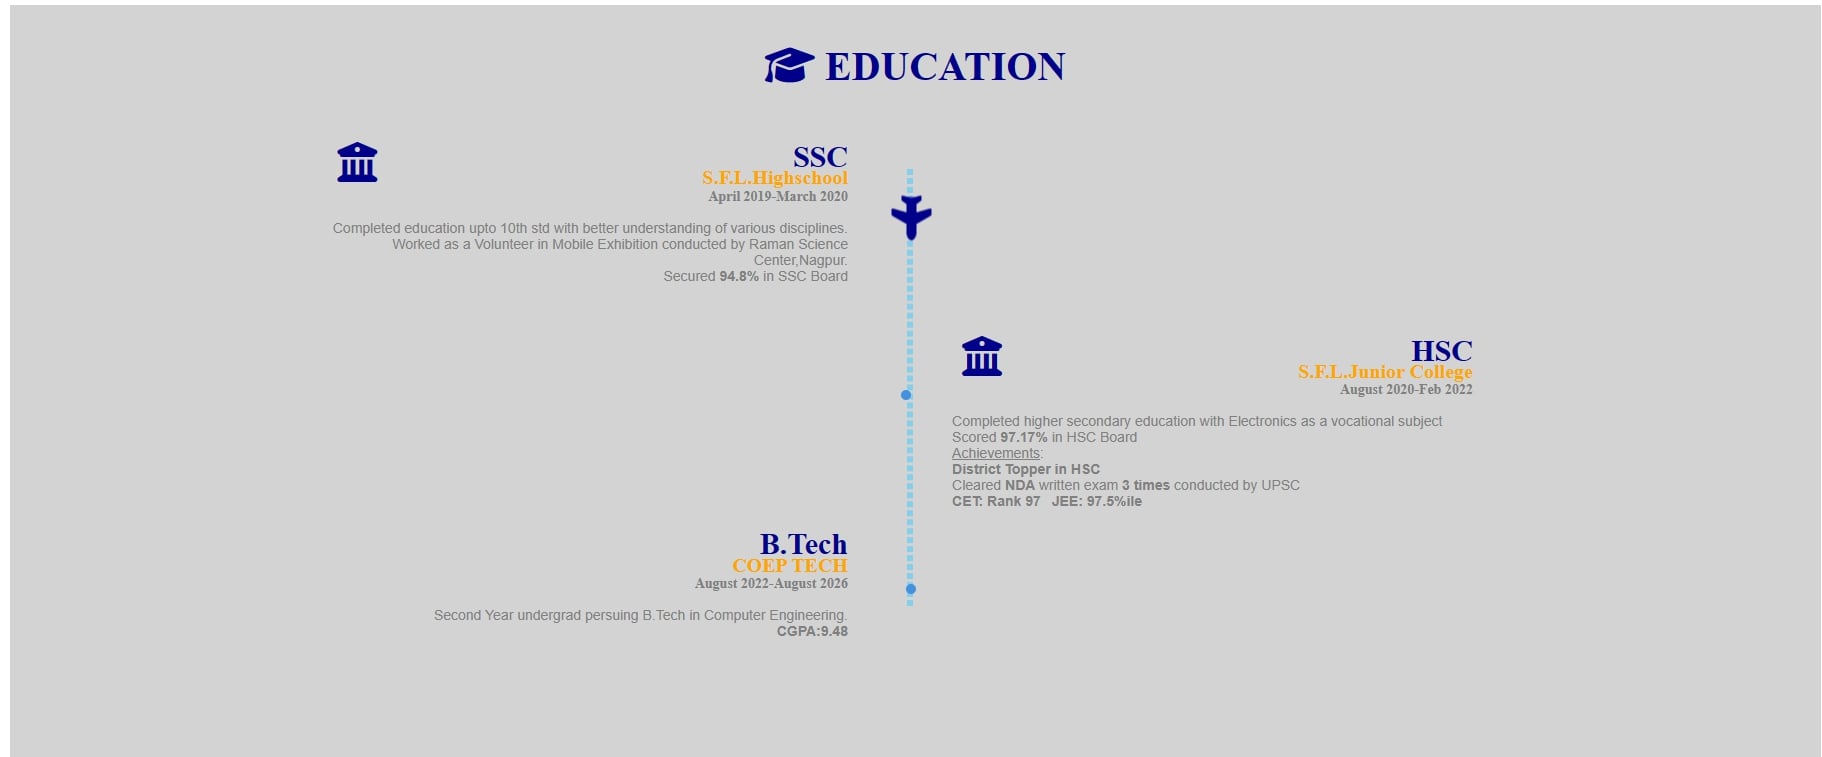 EDUCATION
SSC
S.F.L.Highschool
April 2019-March 2020
Completed education upto 10th std with better understanding of various disciplines.
Worked as a Volunteer in Mobile Exhibition conducted by Raman Science
Center,Nagpur.
Secured 94.8% in SSC Board
HSC
S.F.L.Junior College
August 2020-Feb 2022
Completed higher secondary education with Electronics as a vocational subject
Scored 97.17% in HSC Board
Achievements:
District Topper in HSC
Cleared NDA written exam 3 times conducted by UPSC
CET: Rank 97   JEE: 97.5%ile
B.Tech
COEP TECH
August 2022-August 2026
Second Year undergrad persuing B.Tech in Computer Engineering.
CGPA:9.48